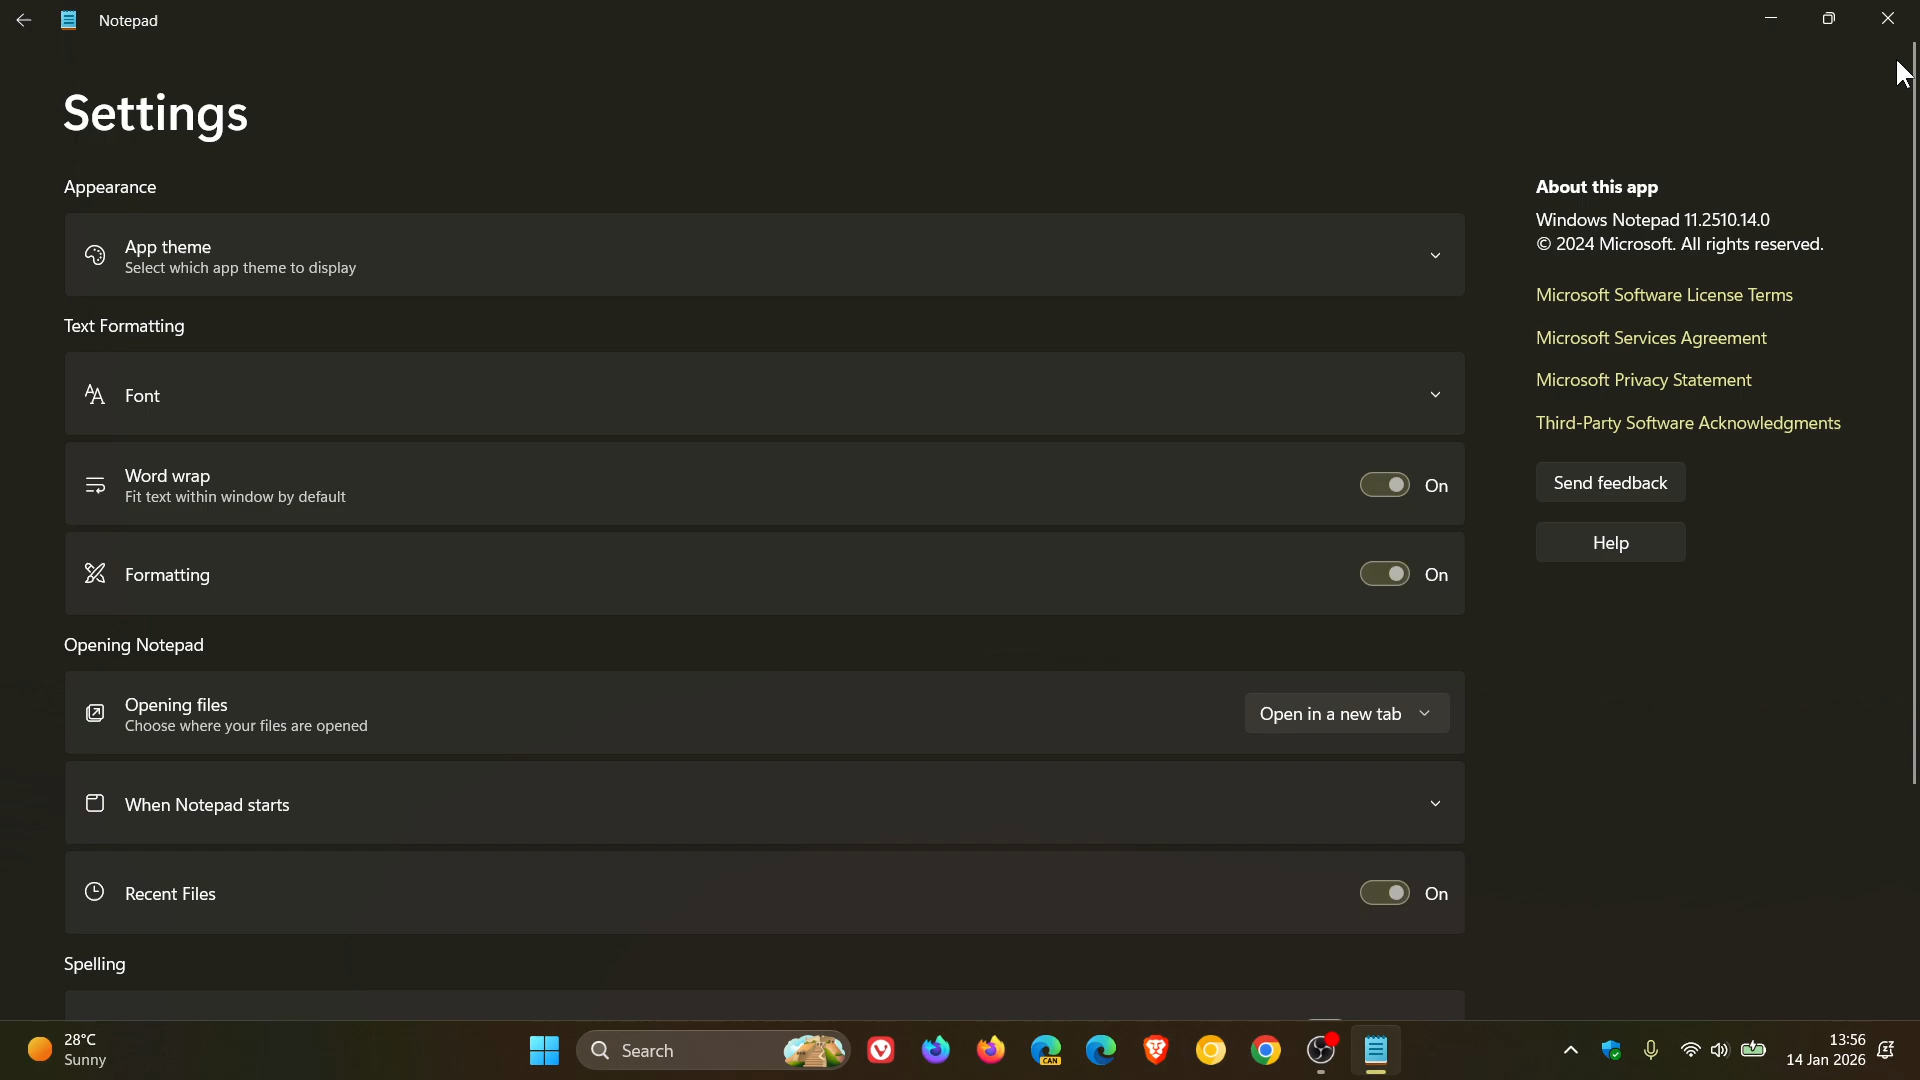 Notepad
Settings
Appearance
App theme
Select which app theme to display
Text Formatting
Font
Word wrap
Fit text within window by default
On
Formatting
On
Opening Notepad
Opening files
Choose where your files are opened
Open in a new tab
When Notepad starts
Recent Files
On
Spelling
About this app
Windows Notepad 11.2510.14.0
© 2024 Microsoft. All rights reserved.
Microsoft Software License Terms
Microsoft Services Agreement
Microsoft Privacy Statement
Third-Party Software Acknowledgments
Send feedback
Help
28°C
Sunny
Search
CAN
13:56
14 Jan 2026